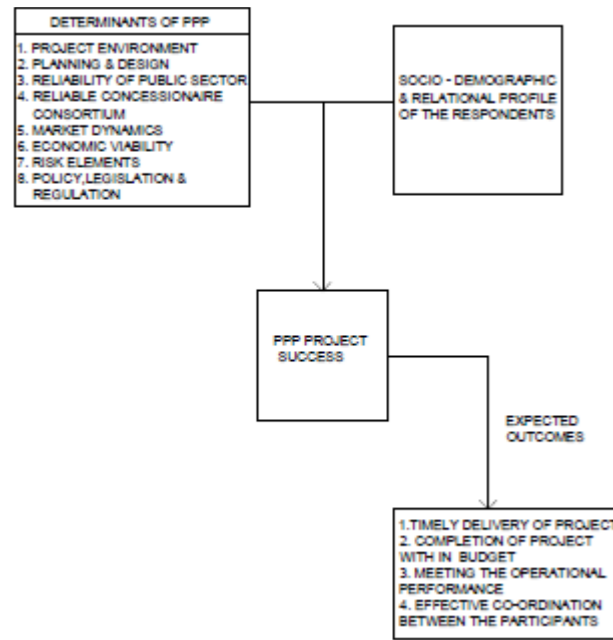 DETERMINANTS OF PPP
1. PROJECT ENVIRONMENT
2. PLANNING & DESIGN
3. RELIABILITY OF PUBLIC SECTOR
4. RELIABLE CONCESSIONAIRE
CONSORTIUM
5. MARKET DYNAMICS
6. ECONOMIC VIABILITY
7. RISK ELEMENTS
8. POLICY,LEGISLATION &
REGULATION
SOCIO - DEMOGRAPHIC
& RELATIONAL PROFILE
OF THE RESPONDENTS
PPP PROJECT
SUCCESS
EXPECTED
OUTCOMES
1.TIMELY DELIVERY OF PROJECT
2. COMPLETION OF PROJECT
WITH IN BUDGET
3. MEETING THE OPERATIONAL
PERFORMANCE
4. EFFECTIVE CO-ORDINATION
BETWEEN THE PARTICIPANTS